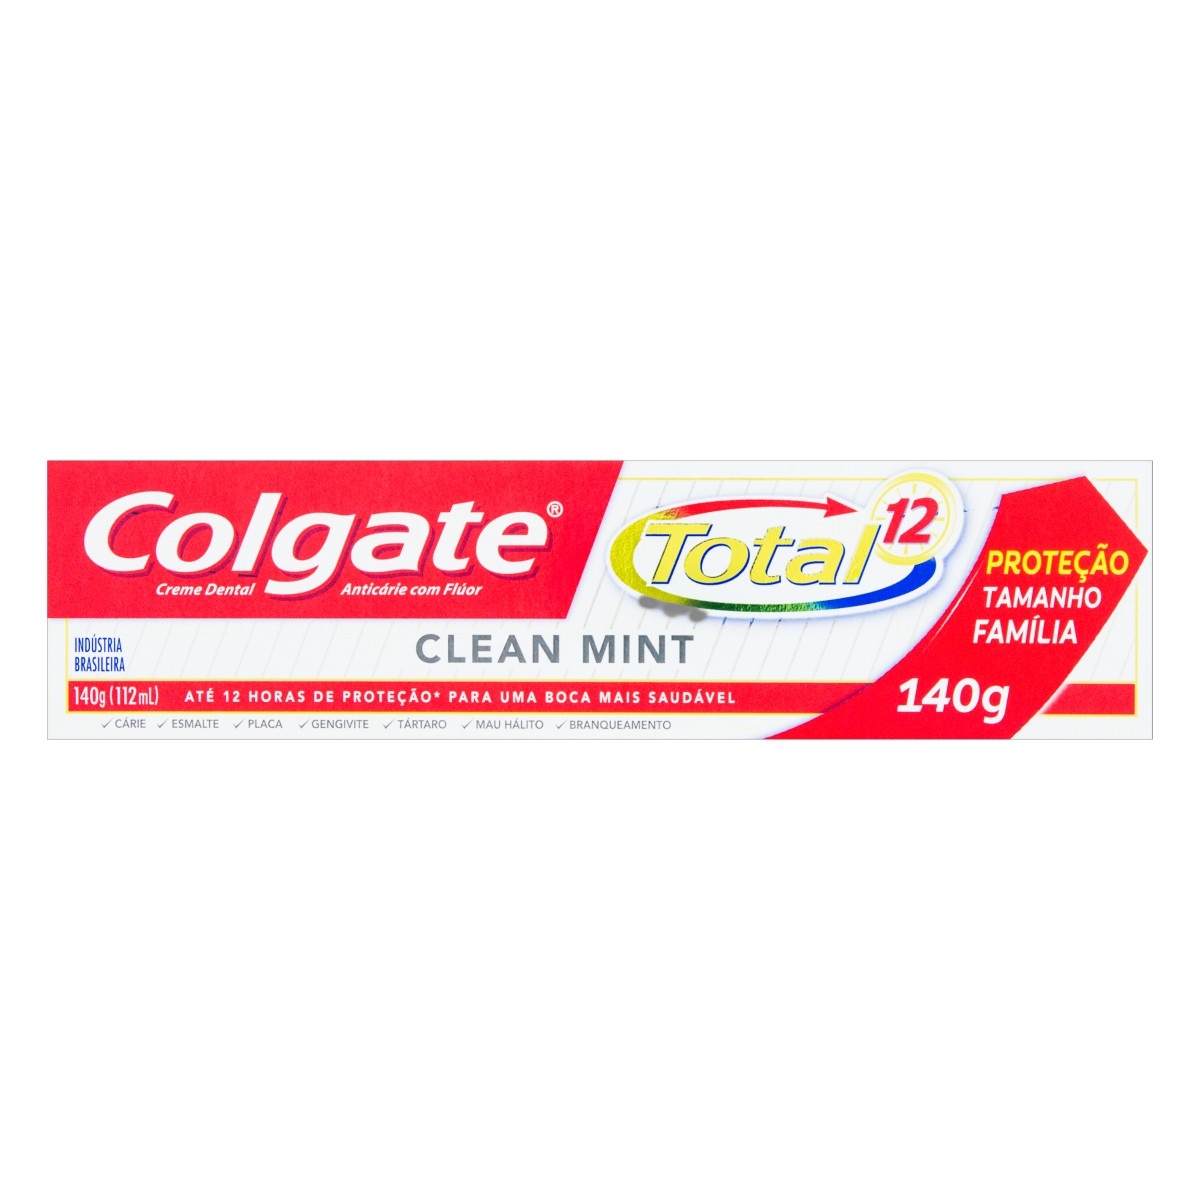 Colgate®
Creme Dental Anticárie com Flúor
Total 12
CLEAN MINT
INDÚSTRIA
BRASILEIRA
140g (112mL)
ATÉ 12 HORAS DE PROTEÇÃO* PARA UMA BOCA MAIS SAUDÁVEL
✓ CÁRIE ✓ ESMALTE ✓ PLACA ✓ GENGIVITE ✓ TÁRTARO ✓ MAU HÁLITO ✓ BRANQUEAMENTO
PROTEÇÃO
TAMANHO
FAMÍLIA
140g